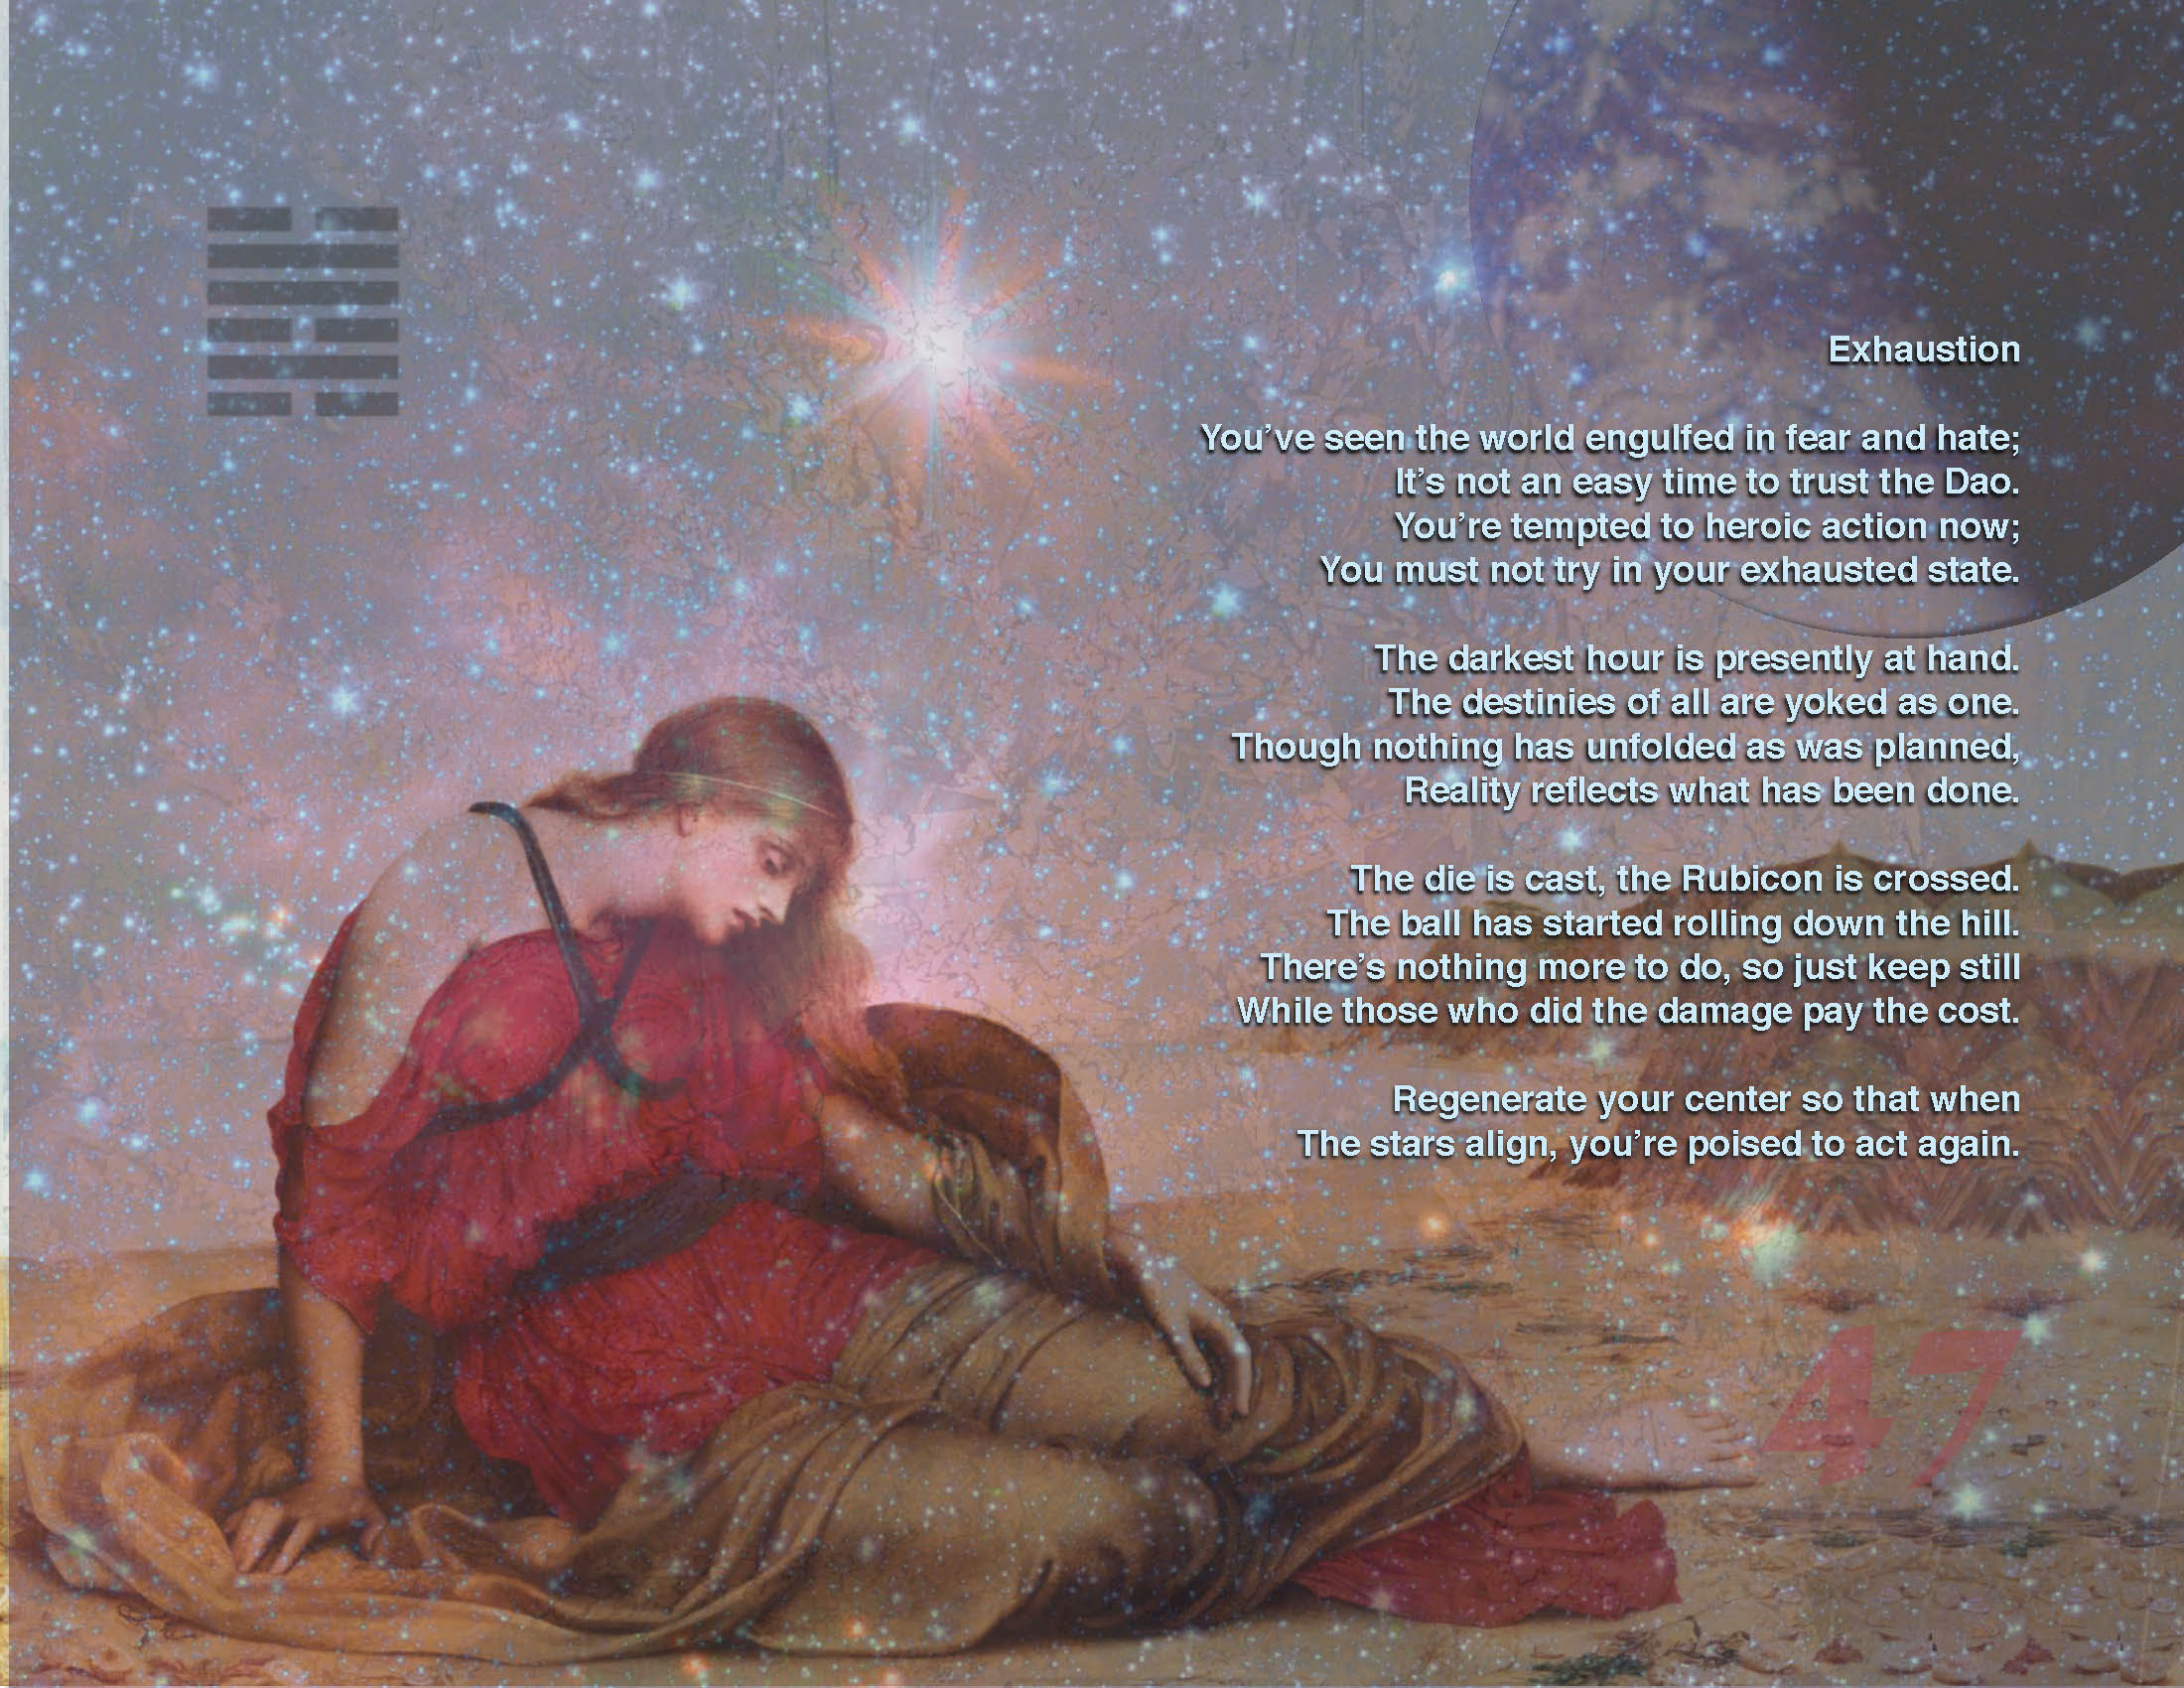 Exhaustion
You’ve seen the world engulfed in fear and hate;
It’s not an easy time to trust the Dao.
You’re tempted to heroic action now;
You must not try in your exhausted state.
The darkest hour is presently at hand.
The destinies of all are yoked as one.
Though nothing has unfolded as was planned,
Reality reflects what has been done.
The die is cast, the Rubicon is crossed.
The ball has started rolling down the hill.
There’s nothing more to do, so just keep still
While those who did the damage pay the cost.
Regenerate your center so that when
The stars align, you’re poised to act again.
47